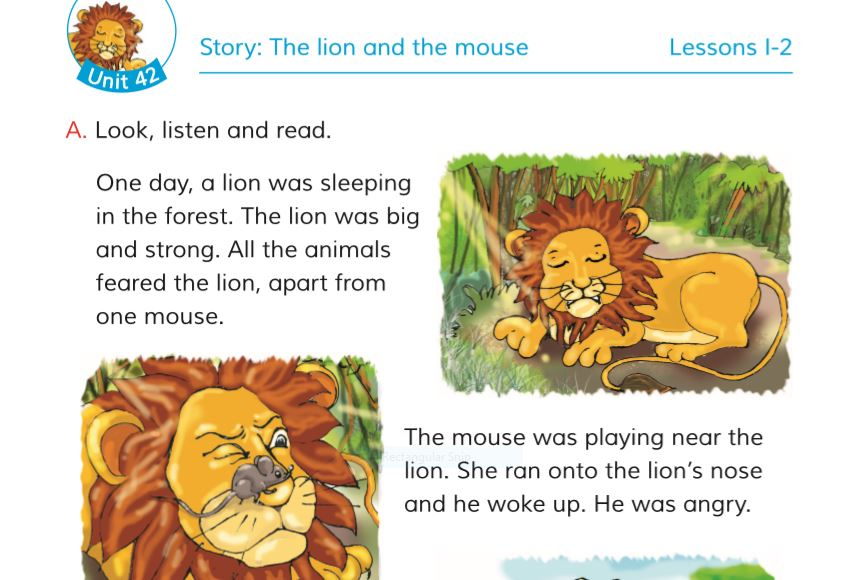 Unit 42
Story: The lion and the mouse
Lessons 1-2
A. Look, listen and read.
One day, a lion was sleeping
in the forest. The lion was big
and strong. All the animals
feared the lion, apart from
one mouse.
The mouse was playing near the
lion. She ran onto the lion’s nose
and he woke up. He was angry.
Rectangular Snip